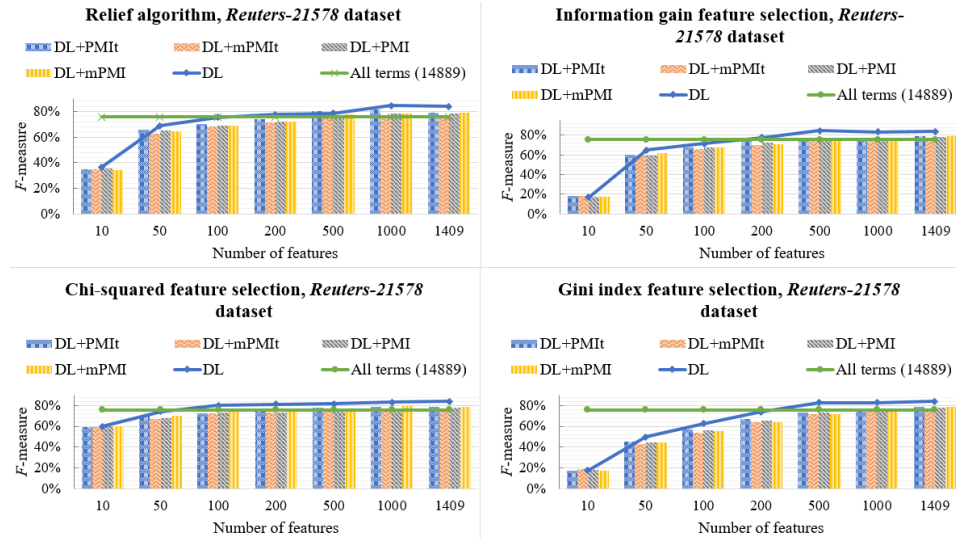 Relief algorithm, Reuters-21578 dataset
DL+PMIt DL+mPMIt DL+PMI
DL+mPMI DL All terms (14889)
F-measure
80%
60%
40%
20%
0%
10 50 100 200 500 1000 1409
Number of features
Information gain feature selection, Reuters-
21578 dataset
DL+PMIt DL+mPMIt DL+PMI
DL+mPMI DL All terms (14889)
F-measure
80%
60%
40%
20%
0%
10 50 100 200 500 1000 1409
Number of features
Chi-squared feature selection, Reuters-21578
dataset
DL+PMIt DL+mPMIt DL+PMI
DL+mPMI DL All terms (14889)
F-measure
80%
60%
40%
20%
0%
10 50 100 200 500 1000 1409
Number of features
Gini index feature selection, Reuters-21578
dataset
DL+PMIt DL+mPMIt DL+PMI
DL+mPMI DL All terms (14889)
F-measure
80%
60%
40%
20%
0%
10 50 100 200 500 1000 1409
Number of features